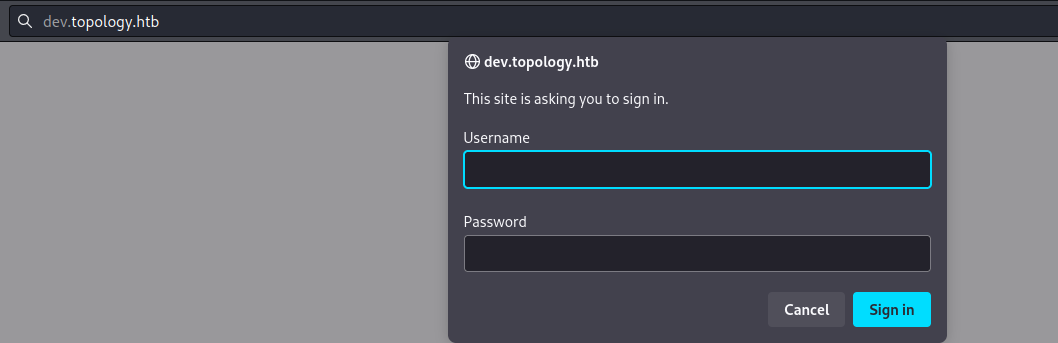 dev.topology.htb
dev.topology.htb
This site is asking you to sign in.
Username
Password
Cancel Sign in